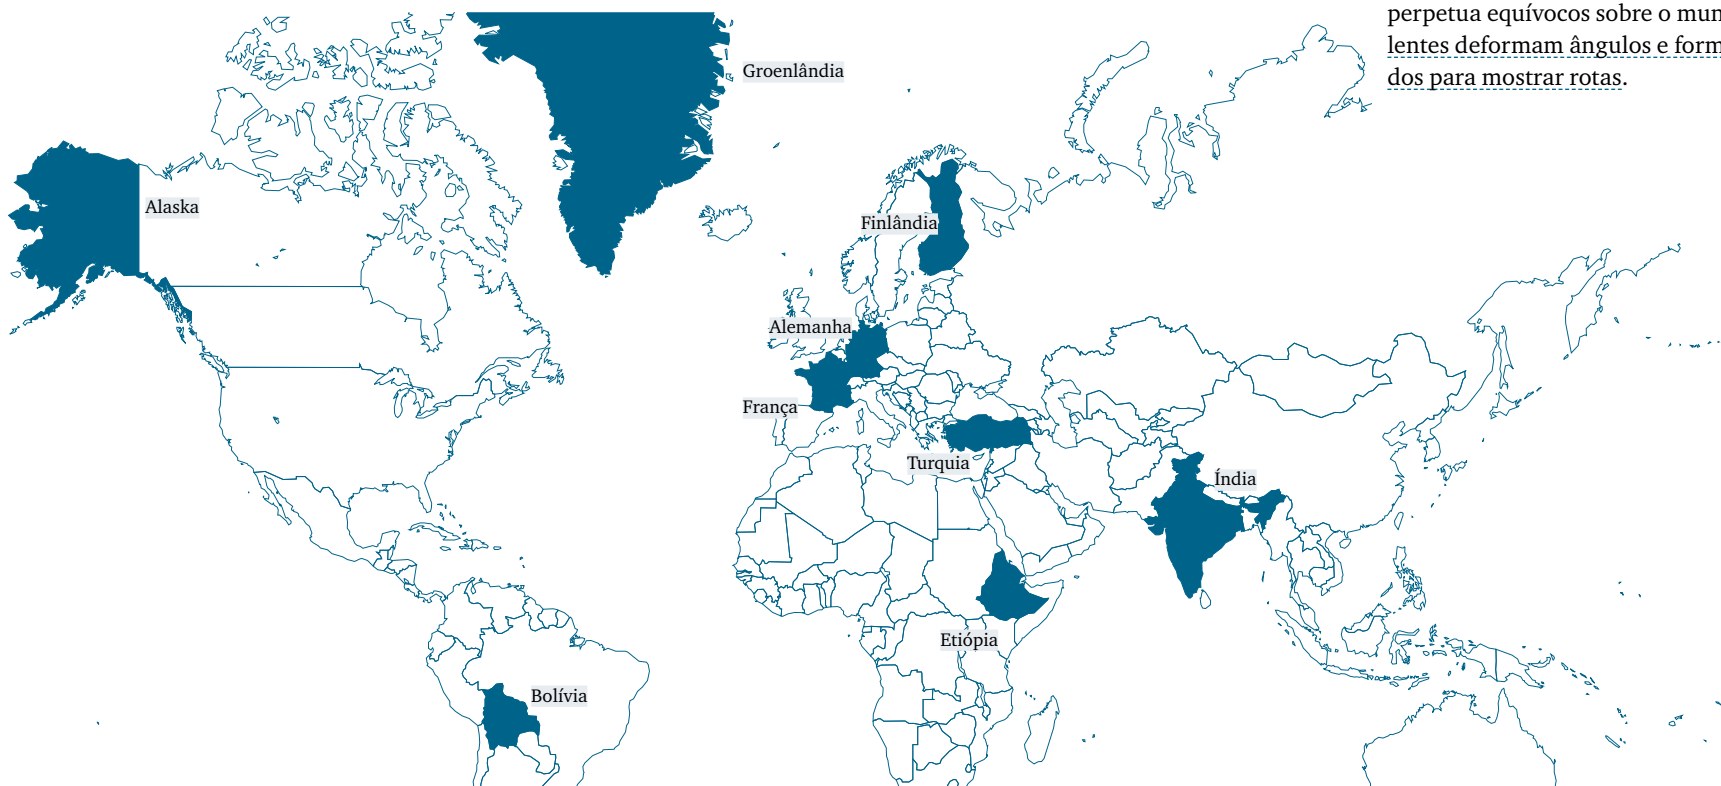 perpetua equívocos sobre o mun
lentes deformam ângulos e form
dos para mostrar rotas.
Groenlândia
Alaska
Finlândia
Alemanha
França
Turquia
Índia
Etiópia
Bolívia